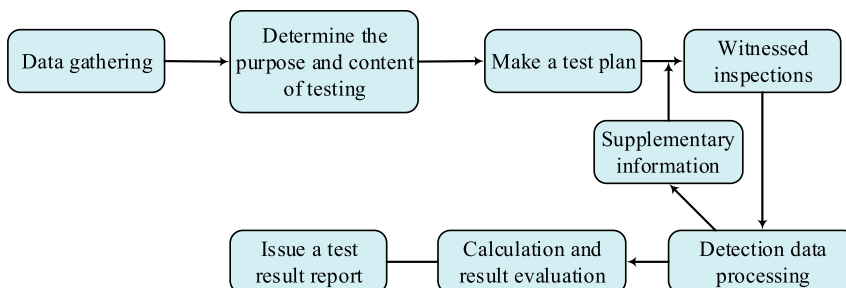 Data gathering
Determine the
purpose and content
of testing
Make a test plan
Witnessed
inspections
Supplementary
information
Detection data
processing
Calculation and
result evaluation
Issue a test
result report